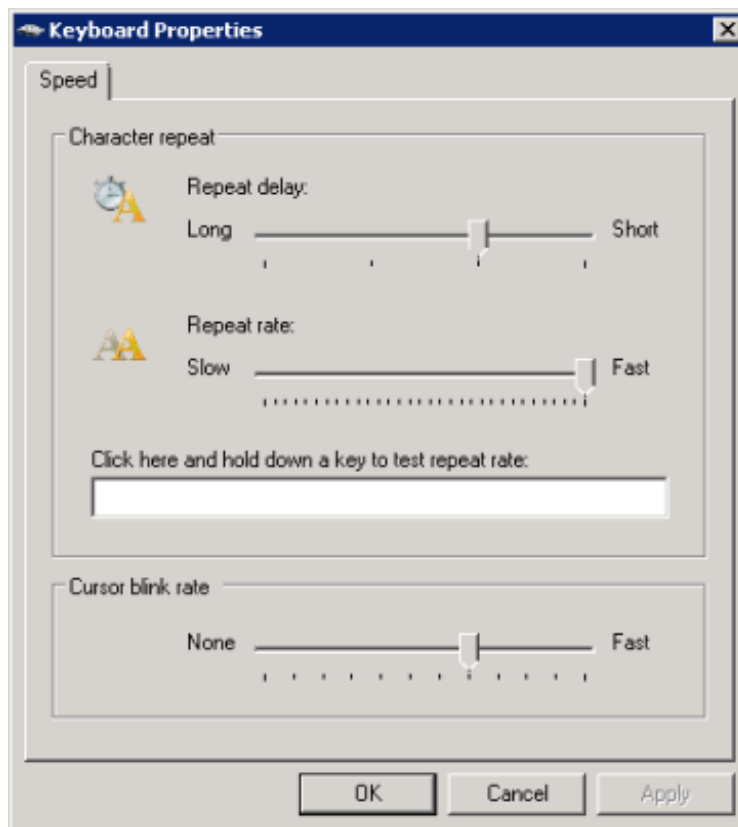 Keyboard Properties
Speed
Character repeat
Repeat delay:
Long Short
Repeat rate:
Slow Fast
Click here and hold down a key to test repeat rate:
Cursor blink rate
None Fast
OK Cancel Apply